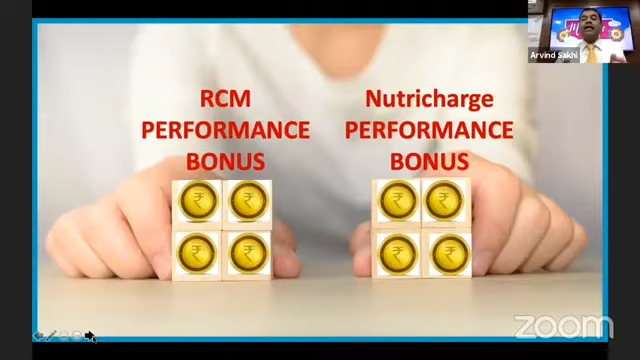 RCM
PERFORMANCE
BONUS
Nutricharge
PERFORMANCE
BONUS
₹ ₹
₹ ₹
₹ ₹
₹ ₹
Arvind Sakhi
zoom